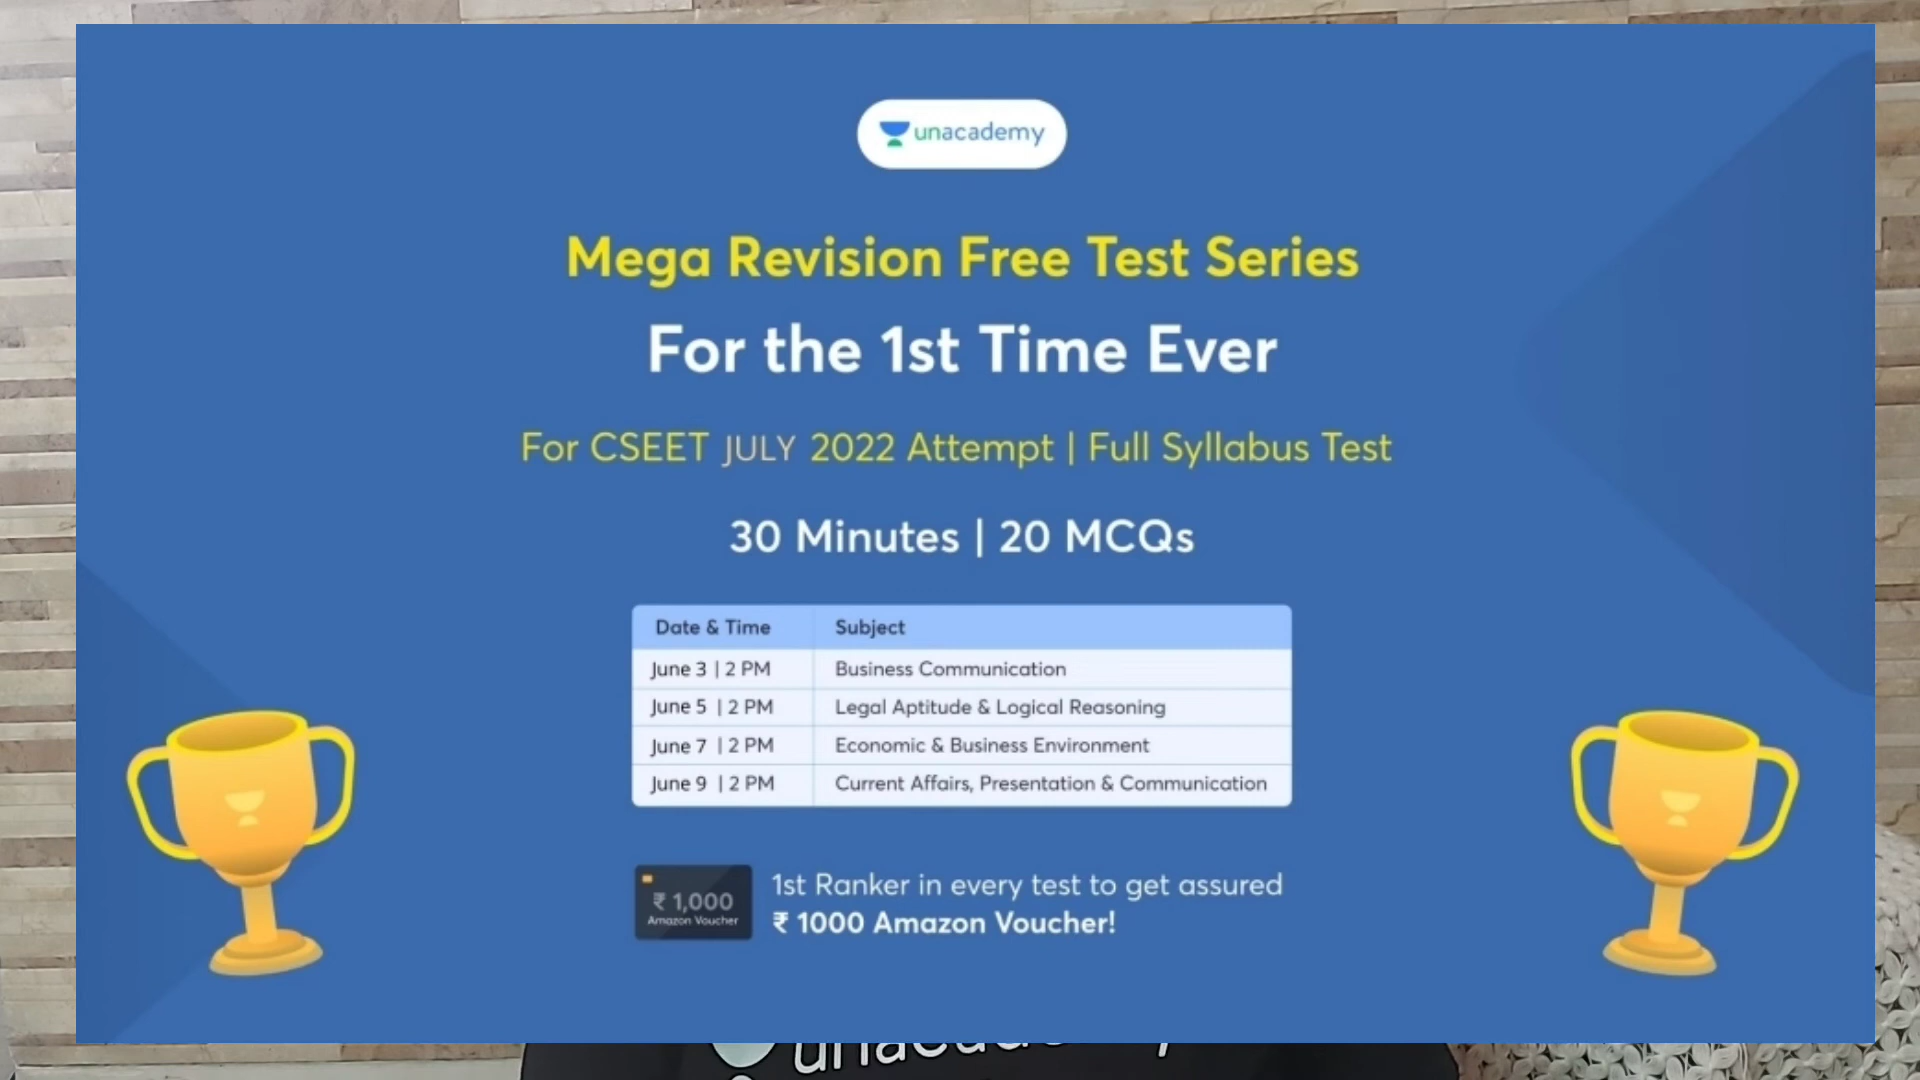 unacademy
Mega Revision Free Test Series
For the 1st Time Ever
For CSEET JULY 2022 Attempt | Full Syllabus Test
30 Minutes | 20 MCQs
Date & Time Subject
June 3 | 2 PM Business Communication
June 5 | 2 PM Legal Aptitude & Logical Reasoning
June 7 | 2 PM Economic & Business Environment
June 9 | 2 PM Current Affairs, Presentation & Communication
₹ 1,000
Amazon Voucher
1st Ranker in every test to get assured
₹ 1000 Amazon Voucher!
unacademy